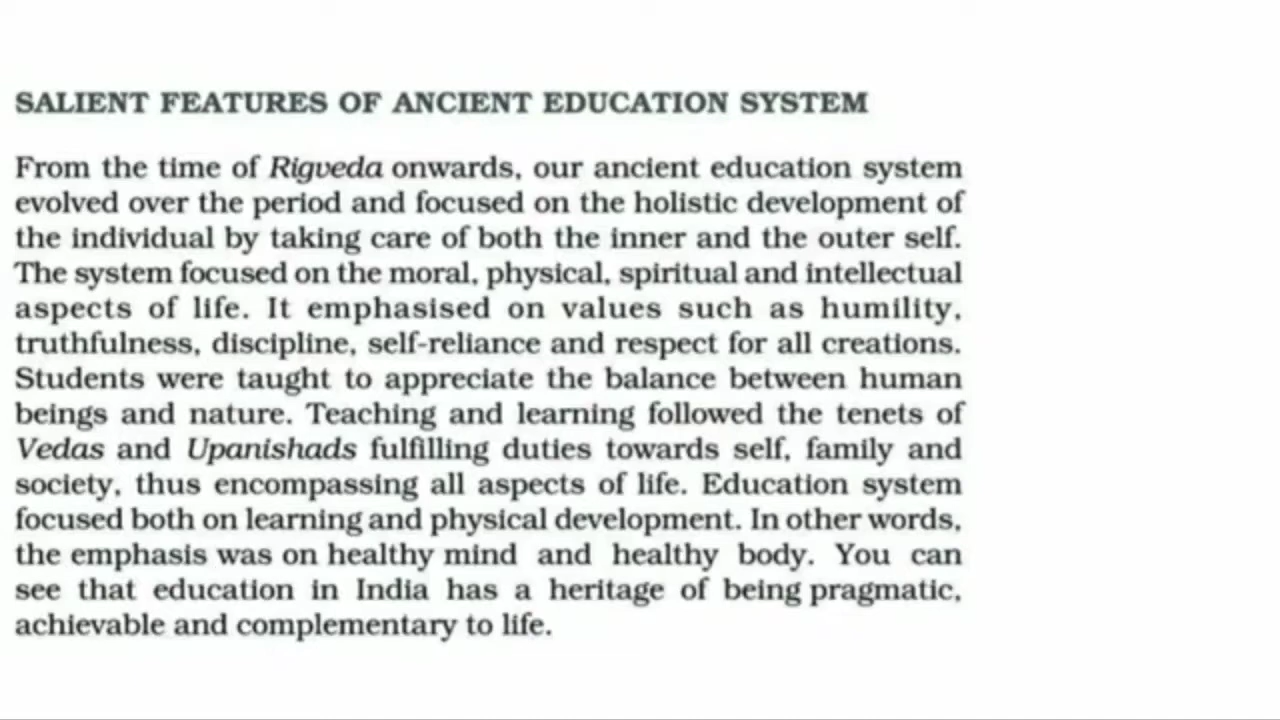 SALIENT FEATURES OF ANCIENT EDUCATION SYSTEM
From the time of Rigveda onwards, our ancient education system
evolved over the period and focused on the holistic development of
the individual by taking care of both the inner and the outer self.
The system focused on the moral, physical, spiritual and intellectual
aspects of life. It emphasised on values such as humility,
truthfulness, discipline, self-reliance and respect for all creations.
Students were taught to appreciate the balance between human
beings and nature. Teaching and learning followed the tenets of
Vedas and Upanishads fulfilling duties towards self, family and
society, thus encompassing all aspects of life. Education system
focused both on learning and physical development. In other words,
the emphasis was on healthy mind and healthy body. You can
see that education in India has a heritage of being pragmatic,
achievable and complementary to life.